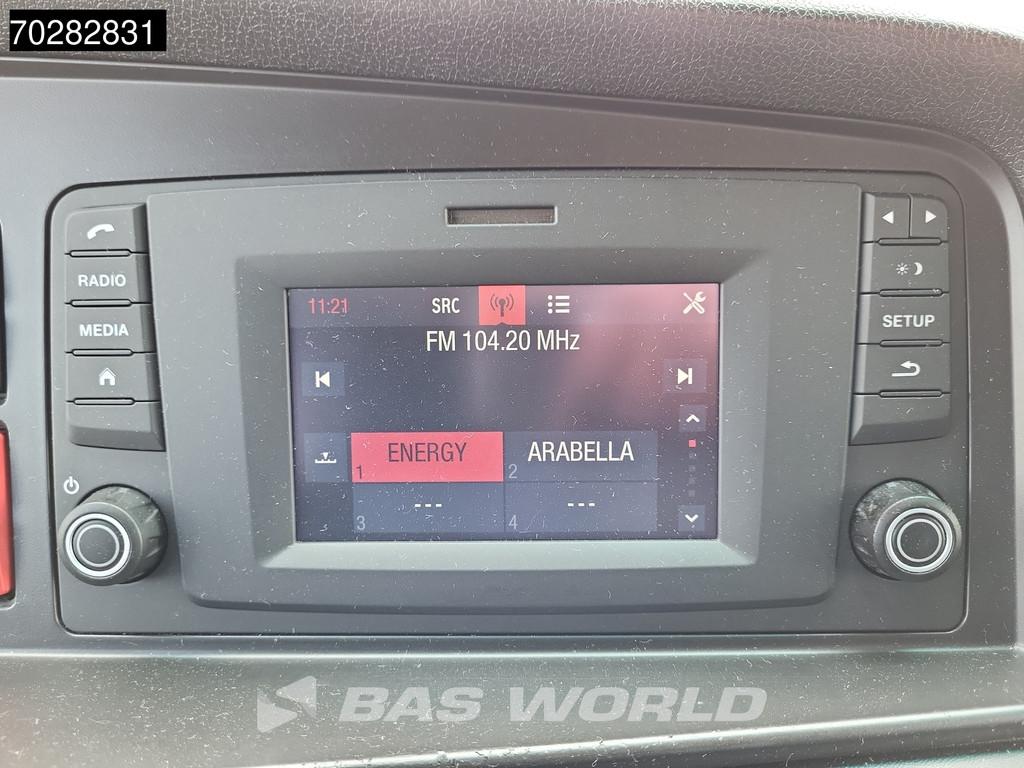 70282831
RADIO
MEDIA
SETUP
11:21 SRC
FM 104.20 MHz
ENERGY
1
ARABELLA
2
---
3
---
4
BAS WORLD